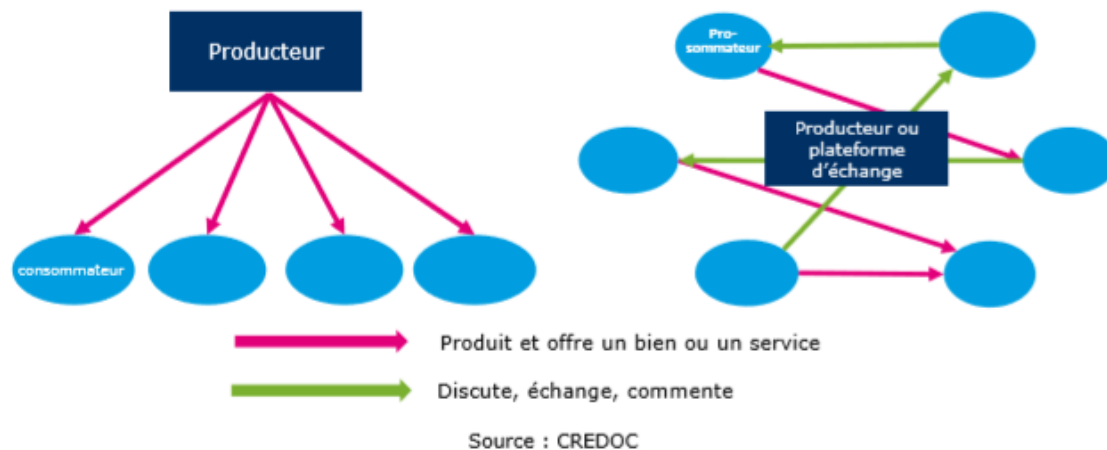 Producteur
consommateur
Pro-
sommateur
Producteur ou
plateforme
d'échange
Produit et offre un bien ou un service
Discute, échange, commente
Source : CREDOC